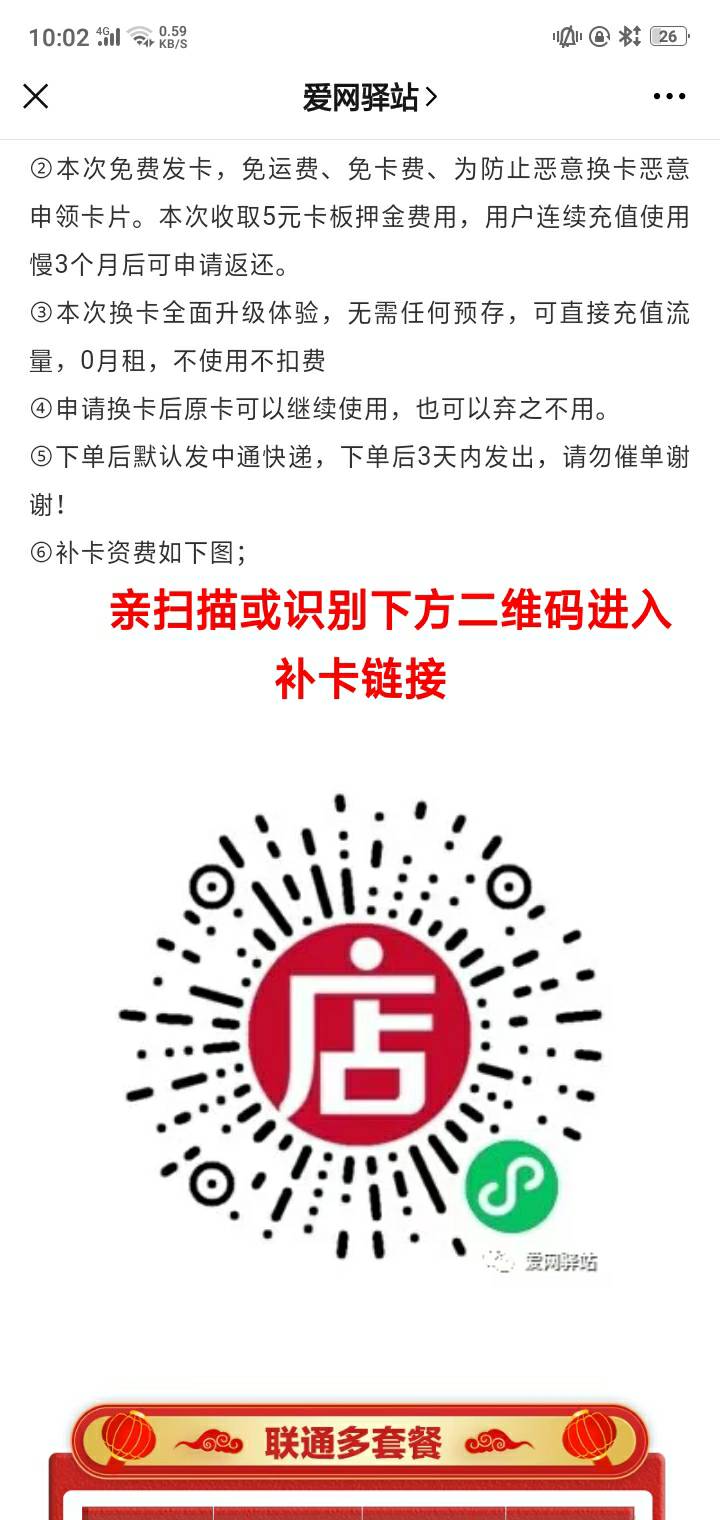 10:02 4G 0.59 KB/S 26
爱网驿站
②本次免费发卡，免运费、免卡费、为防止恶意换卡恶意
申领卡片。本次收取5元卡板押金费用，用户连续充值使用
慢3个月后可申请返还。
③本次换卡全面升级体验，无需任何预存，可直接充值流
量，0月租，不使用不扣费
④申请换卡后原卡可以继续使用，也可以弃之不用。
⑤下单后默认发中通快递，下单后3天内发出，请勿催单谢
谢！
⑥补卡资费如下图；
亲扫描或识别下方二维码进入
补卡链接
店
爱网驿站
联通多套餐